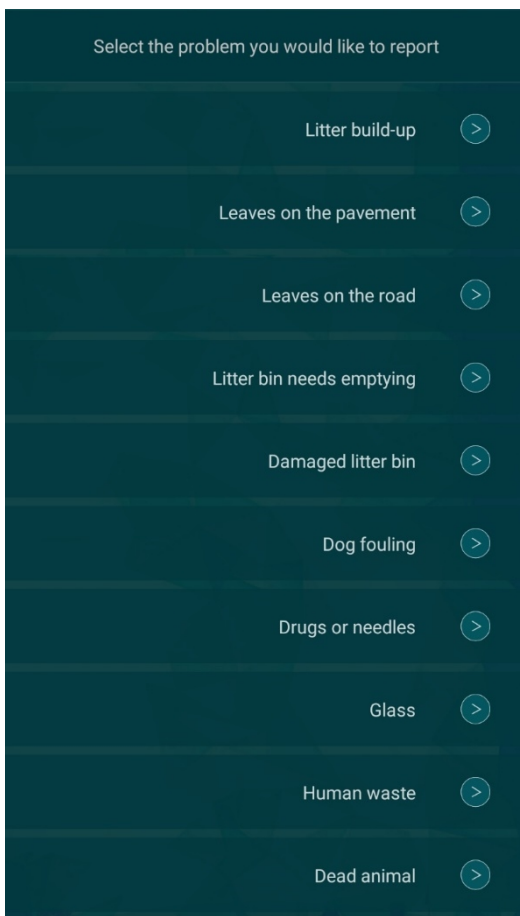 Select the problem you would like to report
Litter build-up >
Leaves on the pavement >
Leaves on the road >
Litter bin needs emptying >
Damaged litter bin >
Dog fouling >
Drugs or needles >
Glass >
Human waste >
Dead animal >